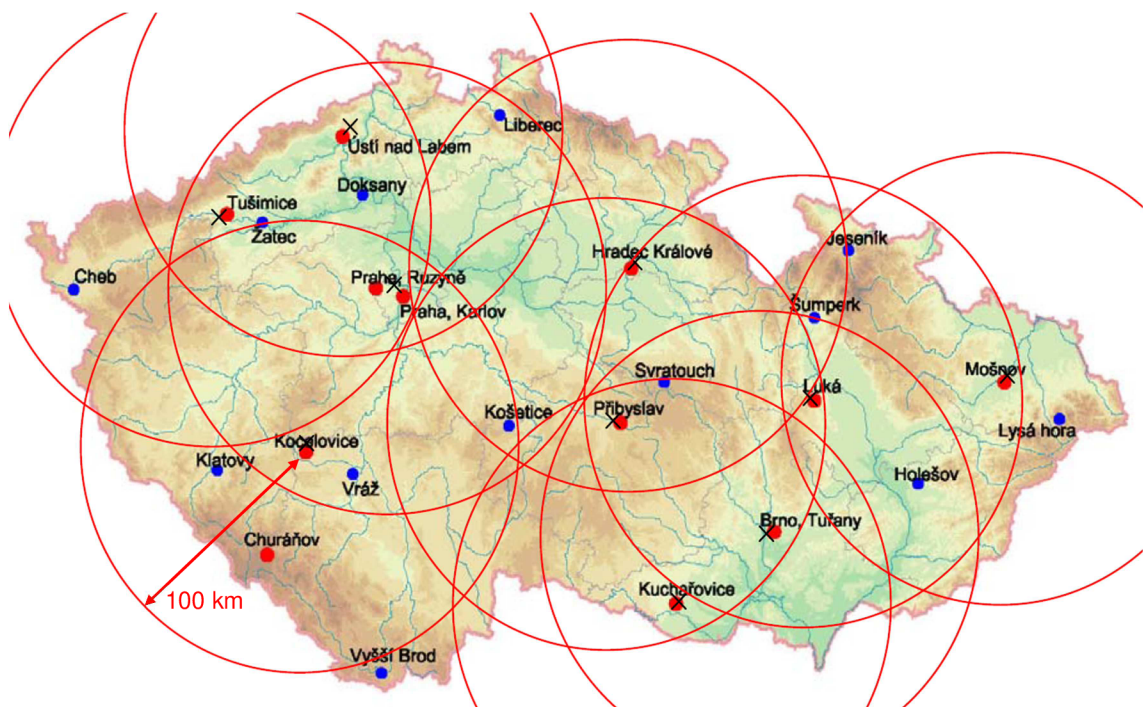 Liberec
Ústí nad Labem
Doksany
Tušimice
Žatec
Hradec Králové
Jeseník
Cheb
Praha, Ruzyně
Praha, Karlov
Šumperk
Mošnov
Svratouch
Luká
Přibyslav
Košetice
Lysá hora
Kocelovice
Klatovy
Vráž
Holešov
Brno, Tuřany
Churáňov
Kuchařovice
100 km
Vyšší Brod